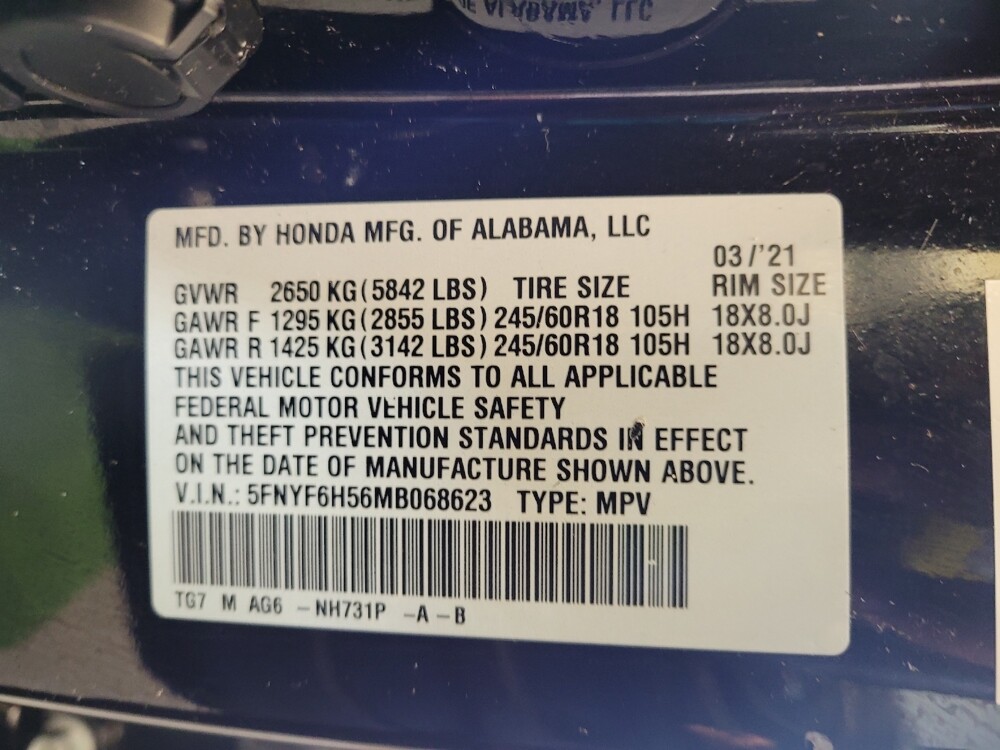 OF ALABAMA, LLC
MFD. BY HONDA MFG. OF ALABAMA, LLC
03/'21
GVWR 2650 KG (5842 LBS) TIRE SIZE RIM SIZE
GAWR F 1295 KG (2855 LBS) 245/60R18 105H 18X8.0J
GAWR R 1425 KG (3142 LBS) 245/60R18 105H 18X8.0J
THIS VEHICLE CONFORMS TO ALL APPLICABLE
FEDERAL MOTOR VEHICLE SAFETY
AND THEFT PREVENTION STANDARDS IN EFFECT
ON THE DATE OF MANUFACTURE SHOWN ABOVE.
V.I.N.: 5FNYF6H56MB068623 TYPE: MPV
TG7 M AG6 -NH731P -A-B